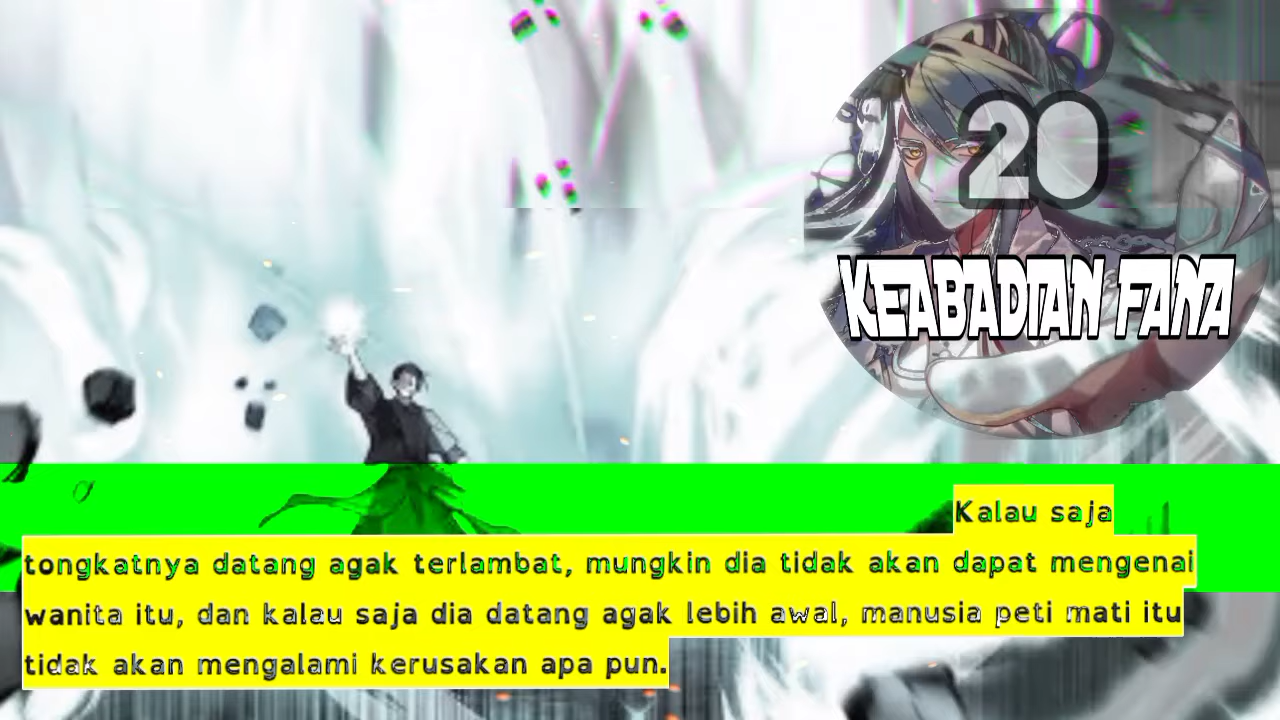 20
KEABADIAN FANA
Kalau saja
tongkatnya datang agak terlambat, mungkin dia tidak akan dapat mengenai
wanita itu, dan kalau saja dia datang agak lebih awal, manusia peti mati itu
tidak akan mengalami kerusakan apa pun.